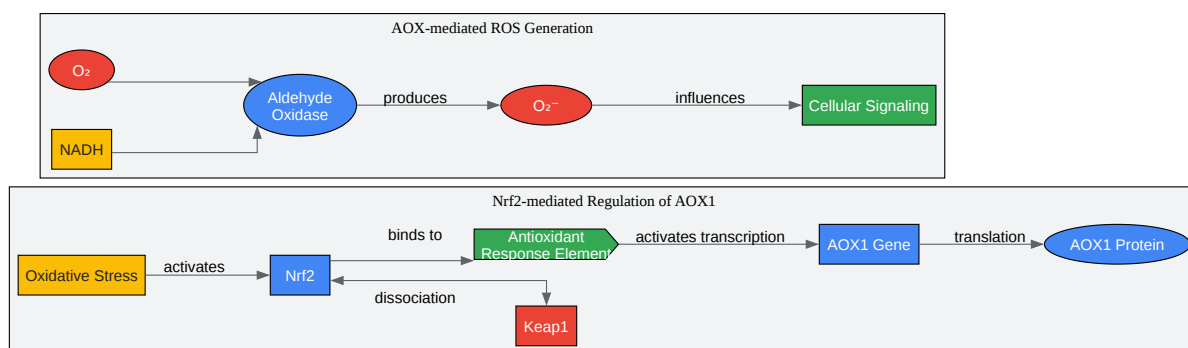 AOX-mediated ROS Generation
O₂
Aldehyde
Oxidase
produces
O₂⁻
influences
Cellular Signaling
NADH
Nrf2-mediated Regulation of AOX1
Oxidative Stress
activates
Nrf2
binds to
dissociation
Antioxidant
Response Element
Keap1
activates transcription
AOX1 Gene
translation
AOX1 Protein